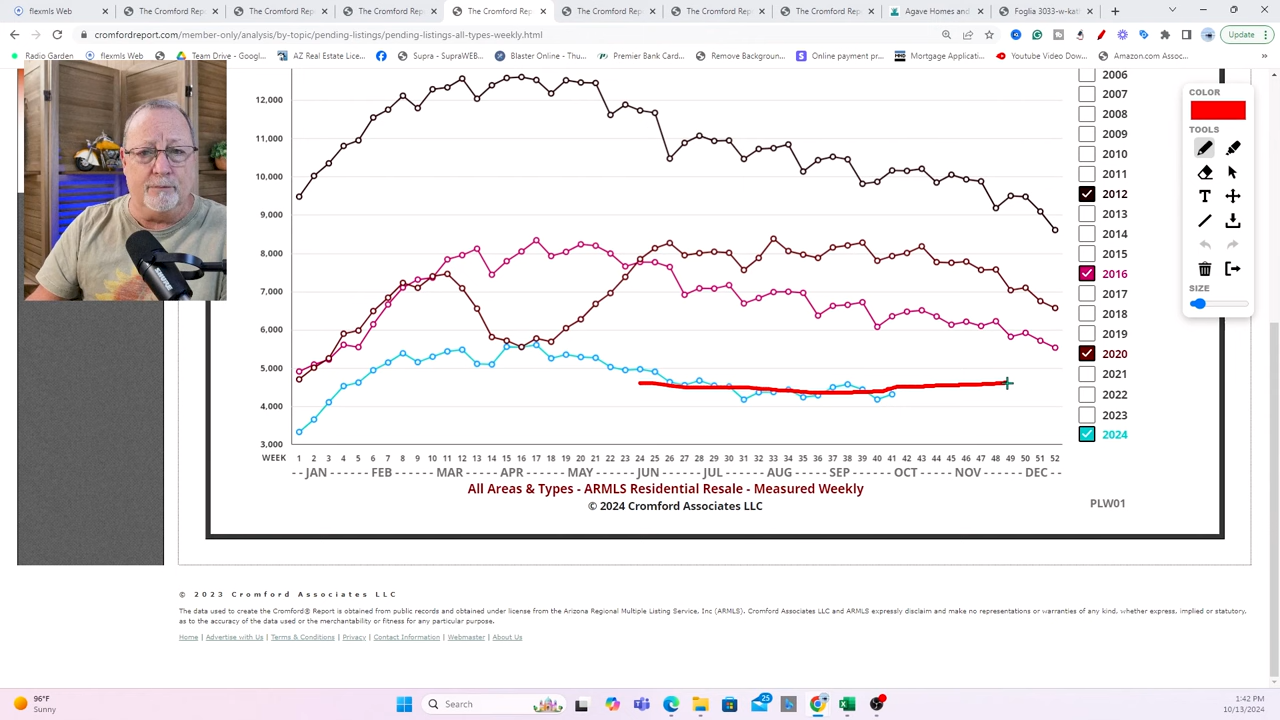 flexmls Web
The Cromford Rep
The Cromford Rep
The Cromford Rep
The Cromford Rep
The Cromford Rep
The Cromford Rep
The Cromford Rep
Agave Homes and
Foglia 3033-w-kat
cromfordreport.com/member-only/analysis/by-topic/pending-listings/pending-listings-all-types-weekly.html
Update
Radio Garden
flexmls Web
Team Drive - Googl...
AZ Real Estate Lice...
Supra - SupraWEB...
Blaster Online - Thu...
Premier Bank Card...
Remove Backgroun...
Online payment pr...
Mortgage Applicati...
Youtube Video Dow...
Amazon.com Assoc...
12,000
11,000
10,000
9,000
8,000
7,000
6,000
5,000
4,000
3,000
2006
2007
2008
2009
2010
2011
2012
2013
2014
2015
2016
2017
2018
2019
2020
2021
2022
2023
2024
COLOR
TOOLS
T
SIZE
WEEK 1 2 3 4 5 6 7 8 9 10 11 12 13 14 15 16 17 18 19 20 21 22 23 24 25 26 27 28 29 30 31 32 33 34 35 36 37 38 39 40 41 42 43 44 45 46 47 48 49 50 51 52
- - JAN - - - - - - FEB - - - - - - MAR - - - - - - APR - - - - - - MAY - - - - - - JUN - - - - - - JUL - - - - - - AUG - - - - - - SEP - - - - - - OCT - - - - - - NOV - - - - - - DEC - -
All Areas & Types - ARMLS Residential Resale - Measured Weekly
© 2024 Cromford Associates LLC
PLW01
© 2023 Cromford Associates LLC
The data used to create the Cromford® Report is obtained from public records and obtained under license from the Arizona Regional Multiple Listing Service, Inc (ARMLS). Cromford Associates LLC and ARMLS expressly disclaim and make no representations or warranties of any kind, whether express, implied or statutory,
as to the accuracy of the data used or the merchantability or fitness for any particular purpose.
Home | Advertise with Us | Terms & Conditions | Privacy | Contact Information | Webmaster | About Us
96°F
Sunny
Search
25
1:42 PM
10/13/2024